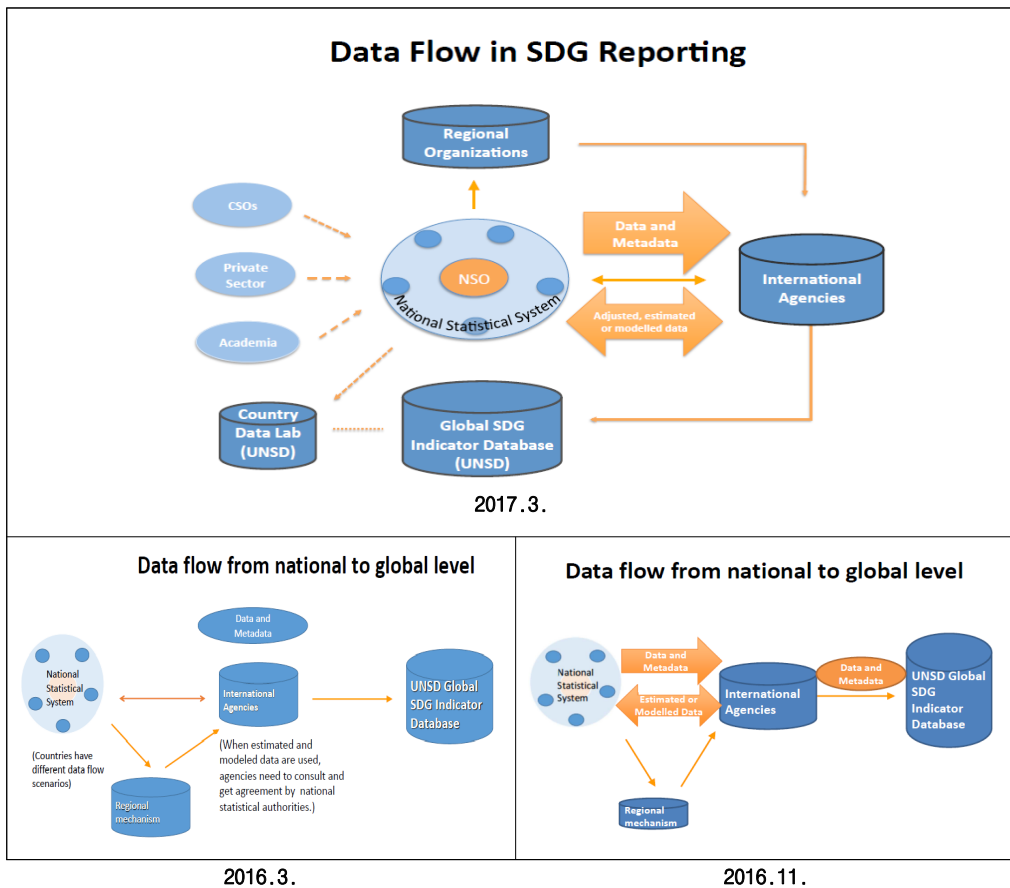 Data Flow in SDG Reporting
Regional
Organizations
CSOs
Private
Sector
Academia
NSO
National Statistical System
Data and
Metadata
Adjusted, estimated
or modelled data
International
Agencies
Country
Data Lab
(UNSD)
Global SDG
Indicator Database
(UNSD)
2017.3.
Data flow from national to global level
Data and
Metadata
National
Statistical
System
International
Agencies
UNSD Global
SDG Indicator
Database
(Countries have
different data flow
scenarios)
(When estimated and
modeled data are used,
agencies need to consult and
get agreement by national
statistical authorities.)
Regional
mechanism
2016.3.
Data flow from national to global level
National
Statistical
System
Data and
Metadata
Estimated or
Modelled Data
International
Agencies
Data and
Metadata
UNSD Global
SDG
Indicator
Database
Regional
mechanism
2016.11.